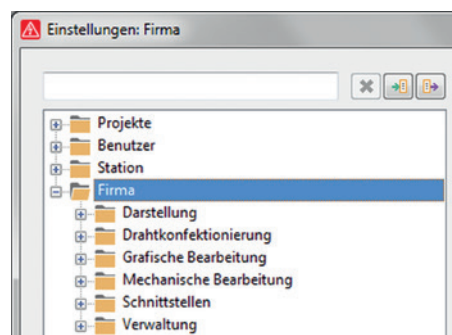 Einstellungen: Firma
Projekte
Benutzer
Station
Firma
Darstellung
Drahtkonfektionierung
Grafische Bearbeitung
Mechanische Bearbeitung
Schnittstellen
Verwaltung